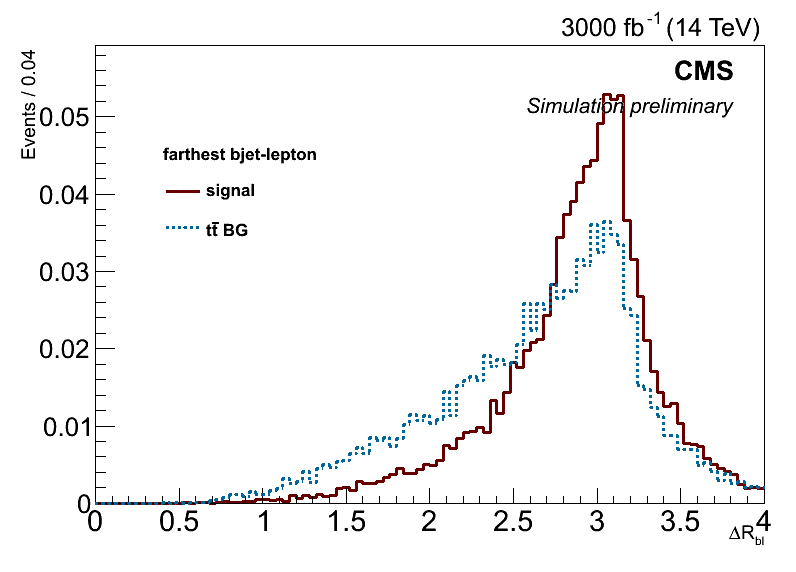 3000 fb⁻¹ (14 TeV)
CMS
Simulation preliminary
Events / 0.04
farthest bjet-lepton
signal
tt̄ BG
0.05
0.04
0.03
0.02
0.01
0
0 0.5 1 1.5 2 2.5 3 3.5 4
ΔR_bl